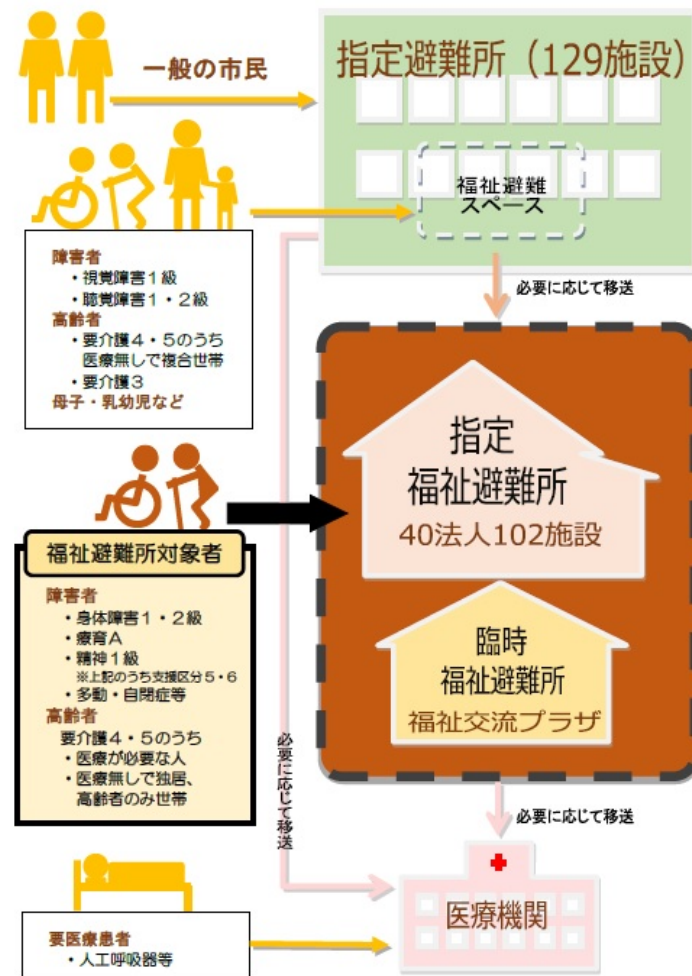 一般の市民
指定避難所（129施設）
福祉避難
スペース
障害者
・視覚障害１級
・聴覚障害１・２級
高齢者
・要介護４・５のうち
医療無しで複合世帯
・要介護３
母子・乳幼児など
必要に応じて移送
指定
福祉避難所
40法人102施設
福祉避難所対象者
障害者
・身体障害１・２級
・療育Ａ
・精神１級
※上記のうち支援区分５・６
・多動・自閉症等
高齢者
要介護４・５のうち
・医療が必要な人
・医療無しで独居、
高齢者のみ世帯
臨時
福祉避難所
福祉交流プラザ
必要に応じて移送
必要に応じて移送
医療機関
要医療患者
・人工呼吸器等